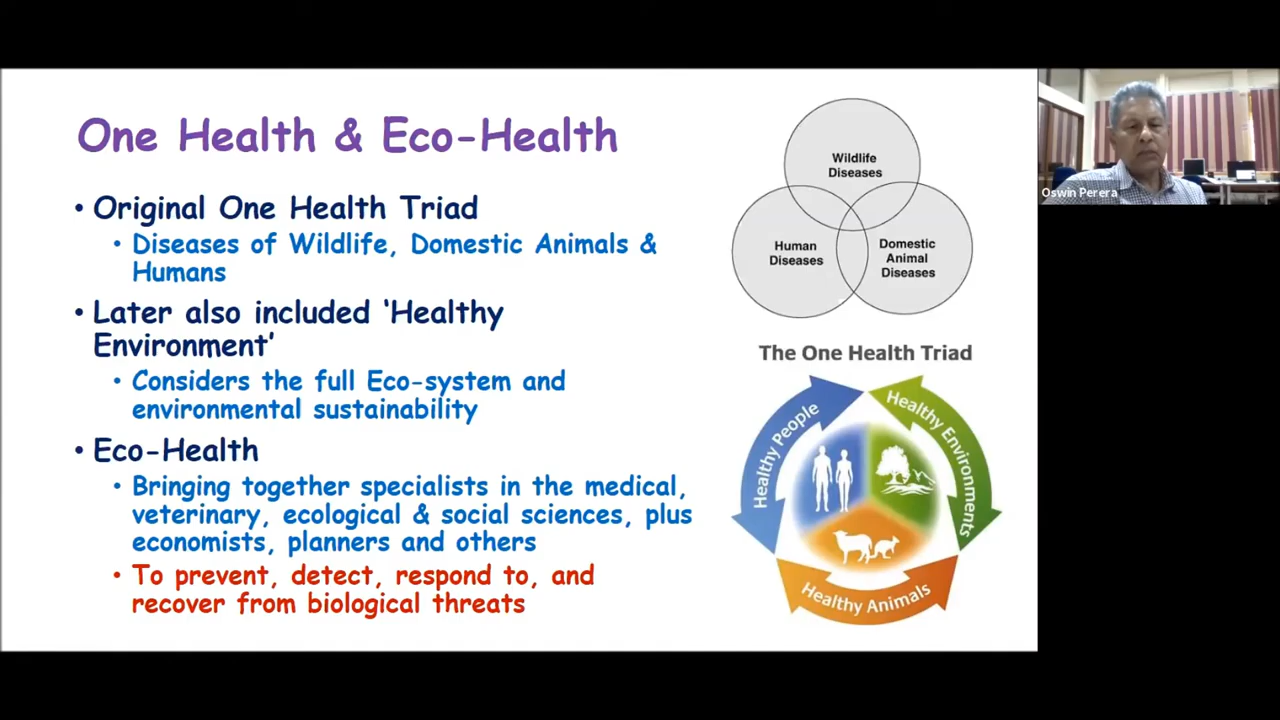 One Health & Eco-Health
• Original One Health Triad
• Diseases of Wildlife, Domestic Animals &
Humans
• Later also included ‘Healthy
Environment’
• Considers the full Eco-system and
environmental sustainability
• Eco-Health
• Bringing together specialists in the medical,
veterinary, ecological & social sciences, plus
economists, planners and others
• To prevent, detect, respond to, and
recover from biological threats
Wildlife
Diseases
Human
Diseases
Domestic
Animal
Diseases
The One Health Triad
Healthy People
Healthy Environments
Healthy Animals
Oswin Perera